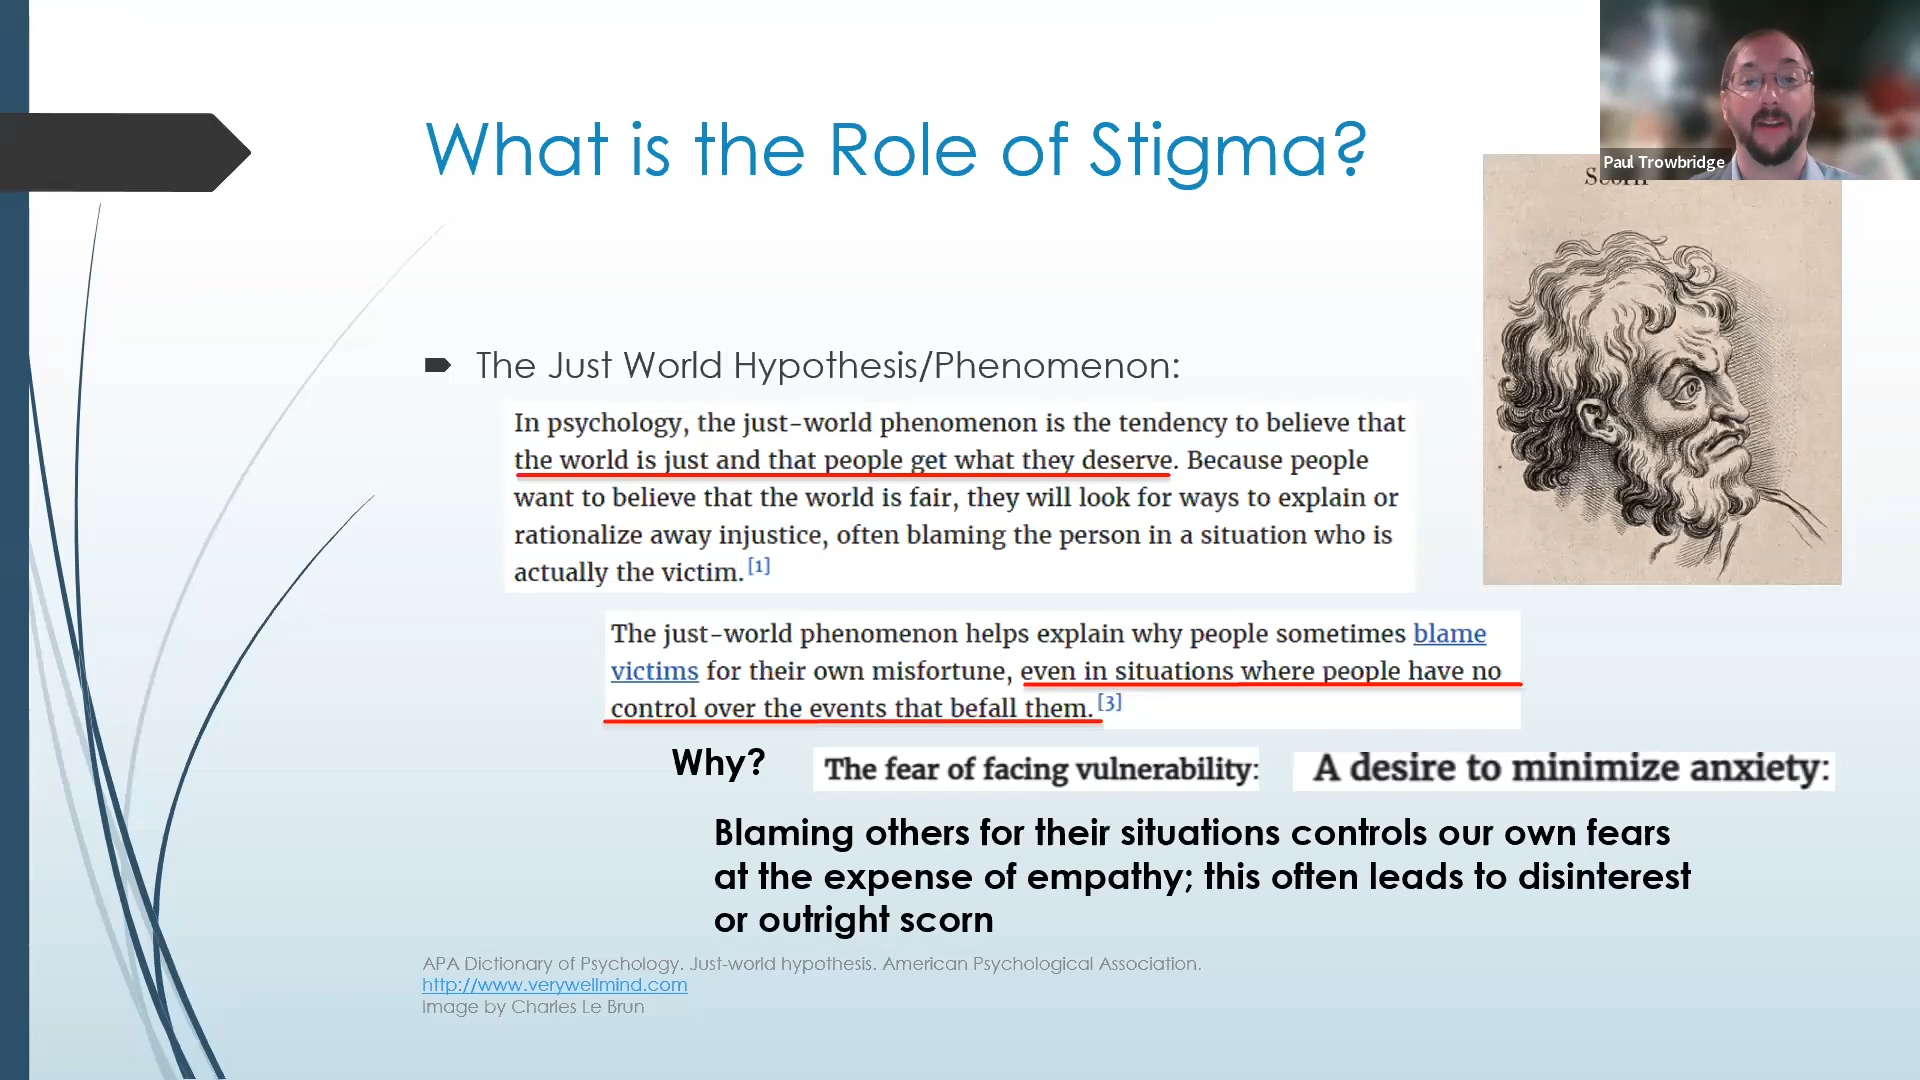 What is the Role of Stigma?
Paul Trowbridge
Scorn
The Just World Hypothesis/Phenomenon:
In psychology, the just-world phenomenon is the tendency to believe that
the world is just and that people get what they deserve. Because people
want to believe that the world is fair, they will look for ways to explain or
rationalize away injustice, often blaming the person in a situation who is
actually the victim.[1]
The just-world phenomenon helps explain why people sometimes blame
victims for their own misfortune, even in situations where people have no
control over the events that befall them.[3]
Why? The fear of facing vulnerability: A desire to minimize anxiety:
Blaming others for their situations controls our own fears
at the expense of empathy; this often leads to disinterest
or outright scorn
APA Dictionary of Psychology. Just-world hypothesis. American Psychological Association.
http://www.verywellmind.com
Image by Charles Le Brun